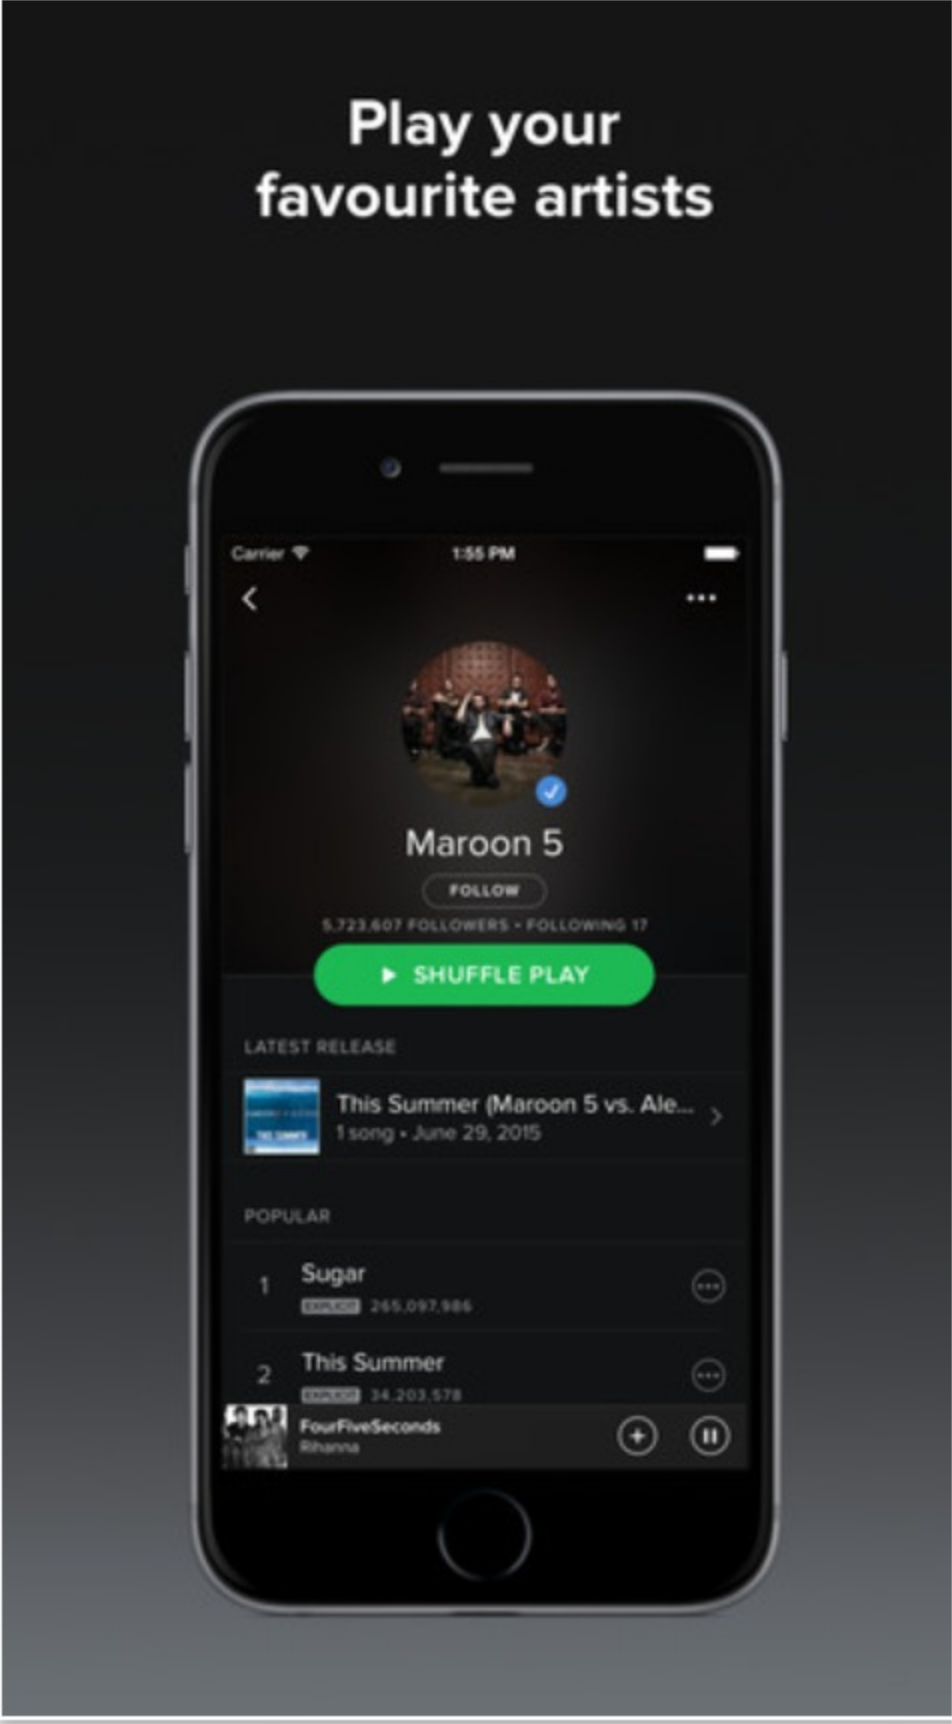 Play your
favourite artists
Carrier 1:55 PM
Maroon 5
FOLLOW
5,723,607 FOLLOWERS • FOLLOWING 17
SHUFFLE PLAY
LATEST RELEASE
THIS SUMMER
This Summer (Maroon 5 vs. Ale...
1 song • June 29, 2015
POPULAR
1 Sugar
EXPLICIT 265,097,986
2 This Summer
EXPLICIT 34,203,578
FourFiveSeconds
Rihanna